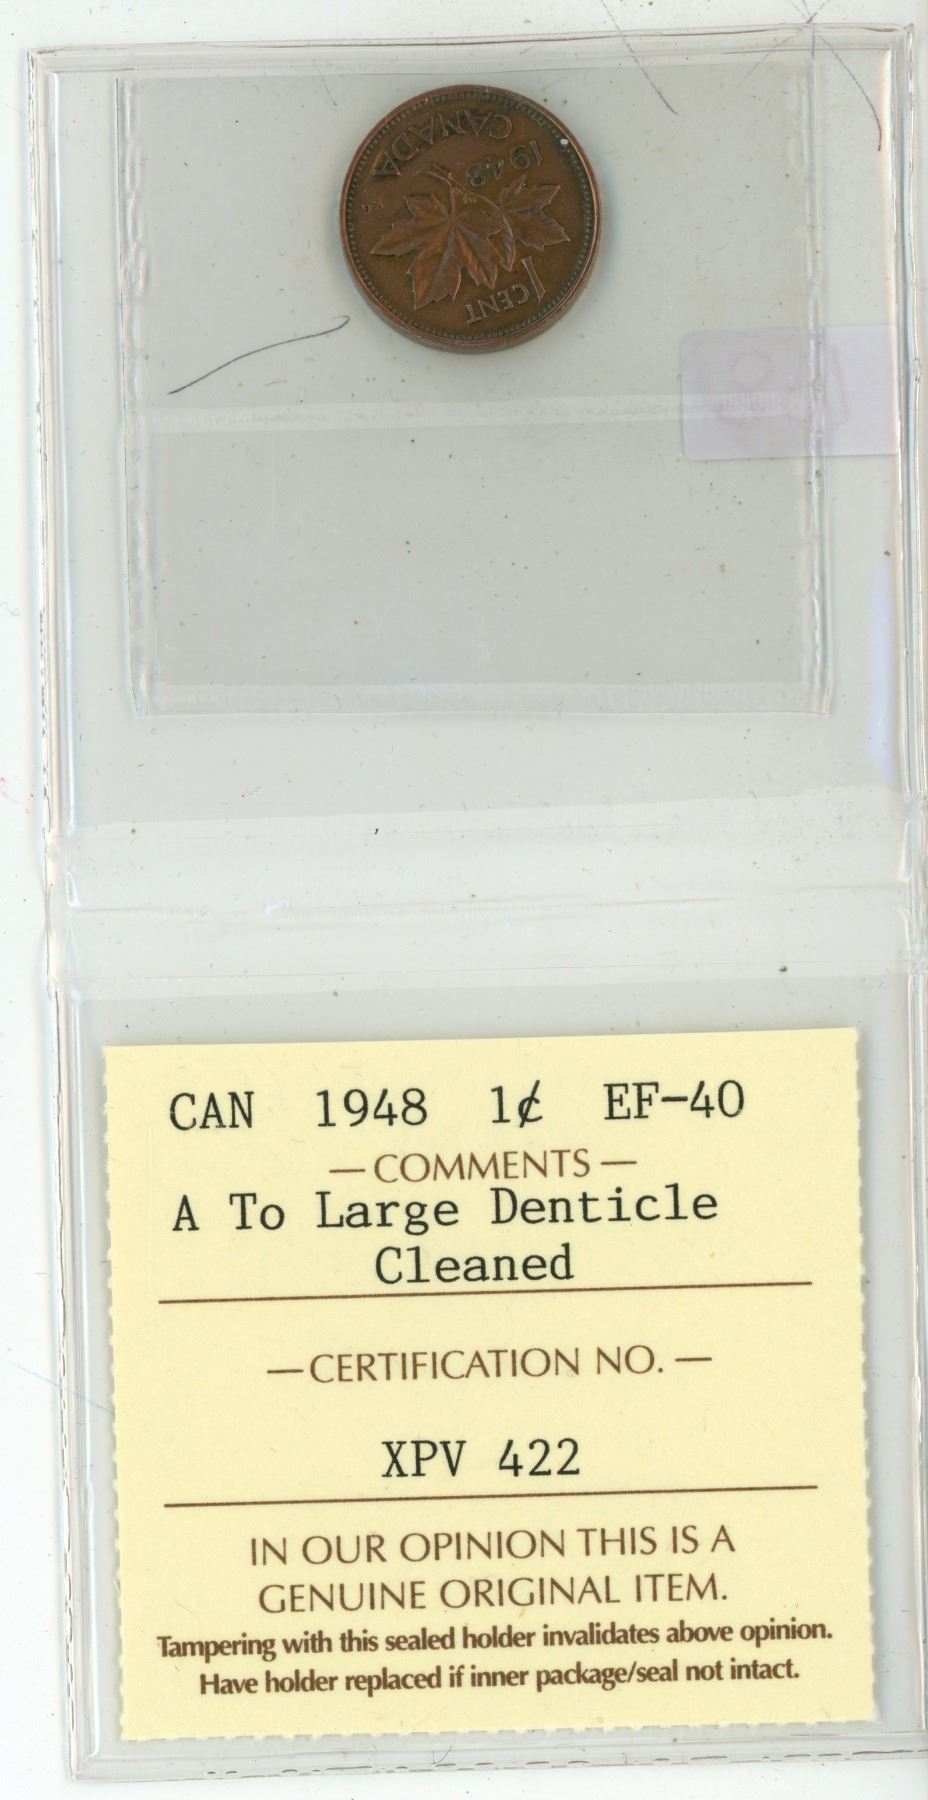 CANADA
1948
KG
1 CENT
CAN 1948 1¢ EF-40
— COMMENTS —
A To Large Denticle
Cleaned
— CERTIFICATION NO. —
XPV 422
IN OUR OPINION THIS IS A
GENUINE ORIGINAL ITEM.
Tampering with this sealed holder invalidates above opinion.
Have holder replaced if inner package/seal not intact.